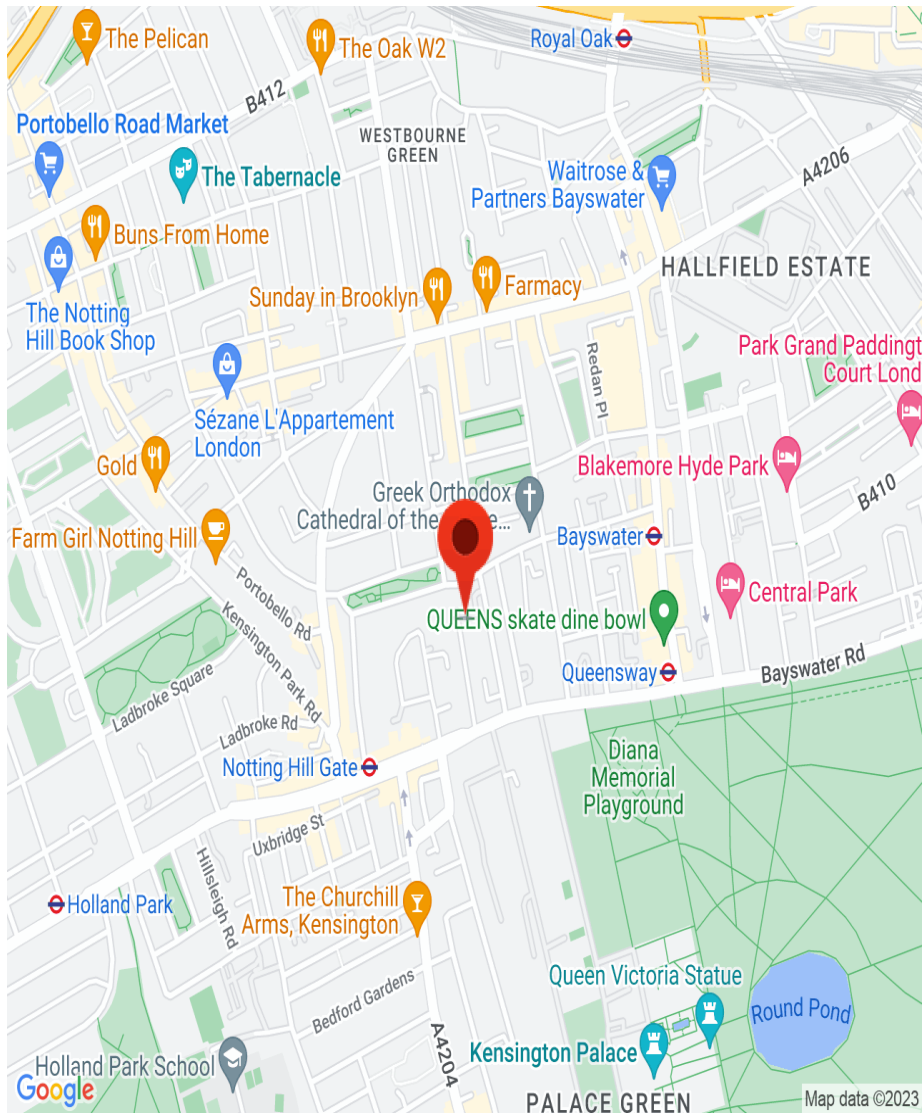 The Pelican
The Oak W2
Royal Oak
B412
Portobello Road Market
WESTBOURNE
GREEN
The Tabernacle
Waitrose &
Partners Bayswater
A4206
Buns From Home
HALLFIELD ESTATE
Sunday in Brooklyn
Farmacy
The Notting
Hill Book Shop
Redan Pl
Park Grand Paddingt
Court Lond
Sézane L'Appartement
London
Gold
Blakemore Hyde Park
B410
Greek Orthodox
Cathedral of the
e...
Farm Girl Notting Hill
Bayswater
Portobello Rd
Central Park
Kensington Park Rd
QUEENS skate dine bowl
Ladbroke Square
Queensway
Bayswater Rd
Ladbroke Rd
Notting Hill Gate
Diana
Memorial
Playground
Uxbridge St
Hillsleigh Rd
Holland Park
The Churchill
Arms, Kensington
Bedford Gardens
Queen Victoria Statue
Round Pond
A4204
Kensington Palace
Holland Park School
Google
PALACE GREEN
Map data ©2023